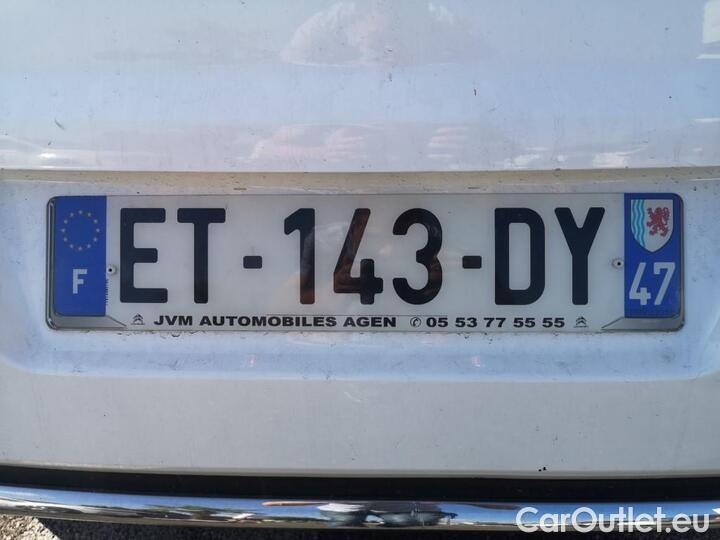 F ET-143-DY 47
JVM AUTOMOBILES AGEN ✆ 05 53 77 55 55
CarOutlet.eu